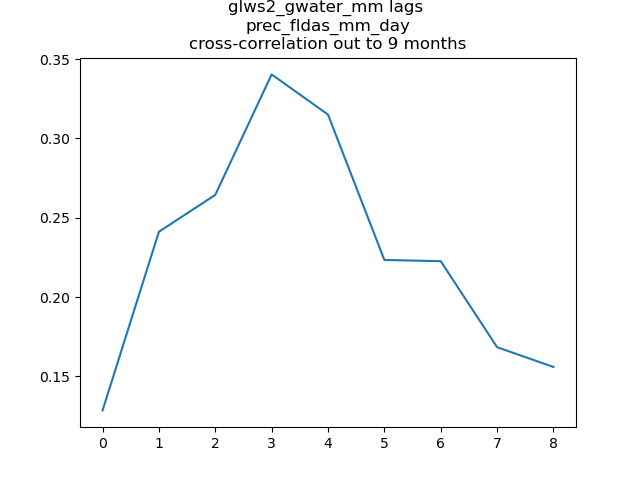 glws2_gwater_mm lags
prec_fldas_mm_day
cross-correlation out to 9 months
0.35
0.30
0.25
0.20
0.15
0 1 2 3 4 5 6 7 8